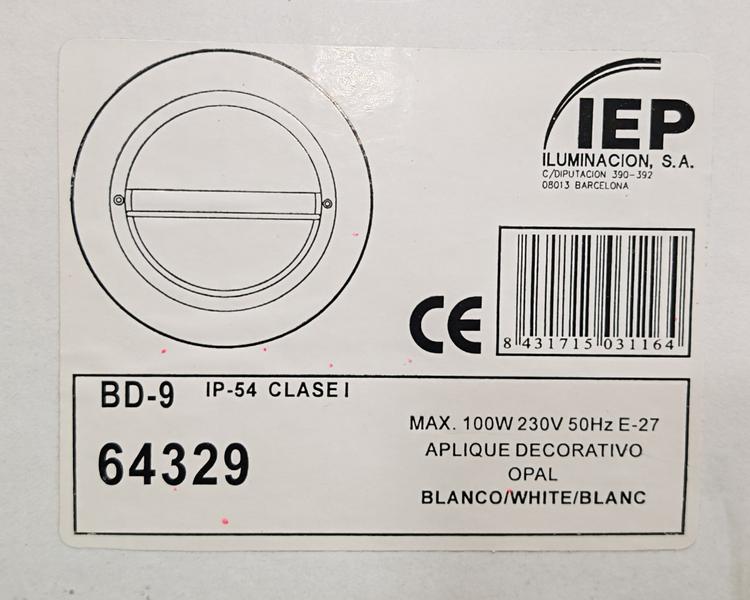 IEP
ILUMINACION, S.A.
C/DIPUTACION 390-392
08013 BARCELONA
CE
8 431715 031164
BD-9 IP-54 CLASE I
64329
MAX. 100W 230V 50Hz E-27
APLIQUE DECORATIVO
OPAL
BLANCO/WHITE/BLANC